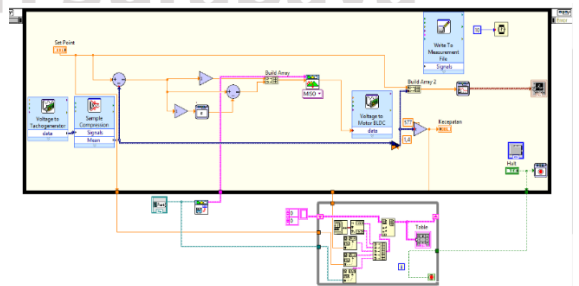 Set Point
Write To
Measurement
File
Signals
Build Array
Build Array 2
MISO
Voltage to
Tachogenerator
data
Sample
Compression
Signals
Mean
Voltage to
Motor BLDC
data
Kecepatan
Halt
Table